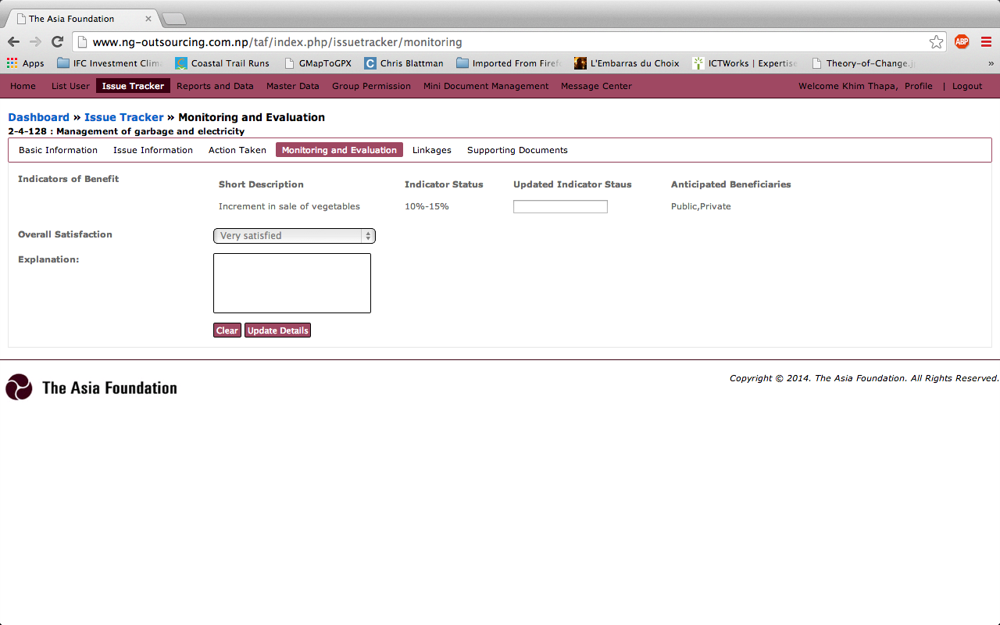 The Asia Foundation
www.ng-outsourcing.com.np/taf/index.php/issuetracker/monitoring
ABP
Apps IFC Investment Clim Coastal Trail Runs GMapToGPX C Chris Blattman Imported From Firef L'Embarras du Choix ICTWorks | Expertise Theory-of-Change.j »
Home List User Issue Tracker Reports and Data Master Data Group Permission Mini Document Management Message Center Welcome Khim Thapa, Profile | Logout
Dashboard » Issue Tracker » Monitoring and Evaluation
2-4-128 : Management of garbage and electricity
Basic Information Issue Information Action Taken Monitoring and Evaluation Linkages Supporting Documents
Indicators of Benefit
Short Description Indicator Status Updated Indicator Staus Anticipated Beneficiaries
Increment in sale of vegetables 10%-15% Public,Private
Overall Satisfaction Very satisfied
Explanation:
Clear Update Details
The Asia Foundation
Copyright © 2014. The Asia Foundation. All Rights Reserved.